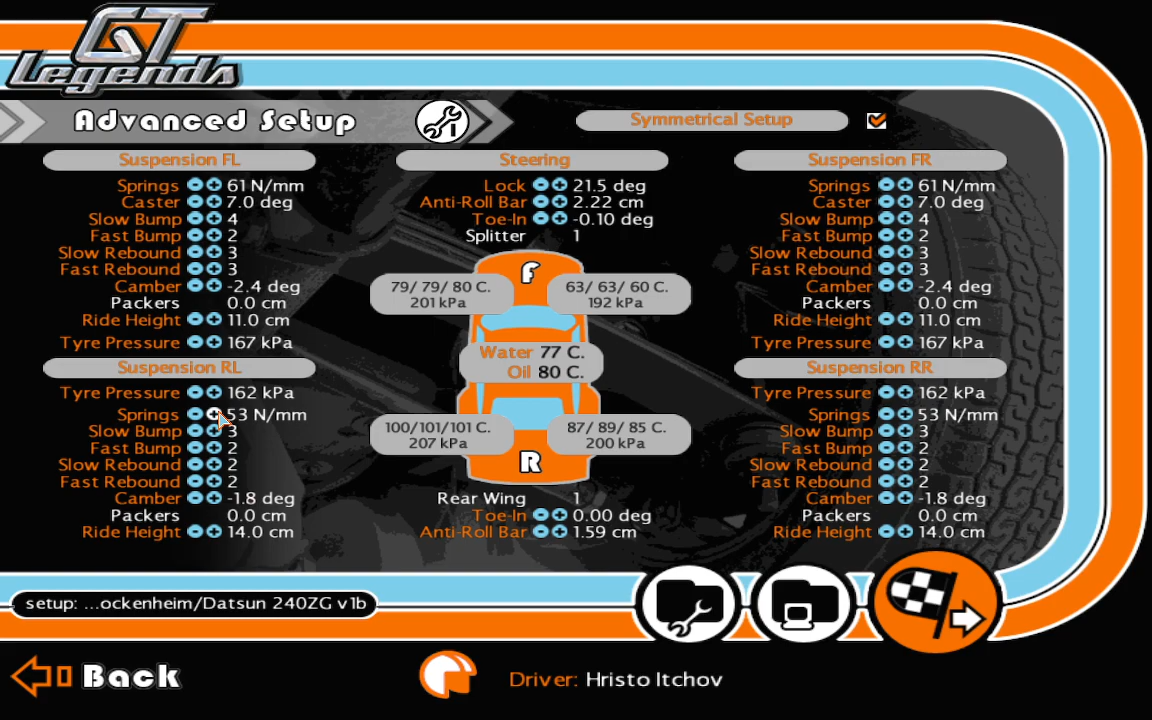 GT
Legends
Advanced Setup
Symmetrical Setup
Suspension FL
Springs 61 N/mm
Caster 7.0 deg
Slow Bump 4
Fast Bump 2
Slow Rebound 3
Fast Rebound 3
Camber -2.4 deg
Packers 0.0 cm
Ride Height 11.0 cm
Tyre Pressure 167 kPa
Steering
Lock 21.5 deg
Anti-Roll Bar 2.22 cm
Toe-In -0.10 deg
Splitter 1
Suspension FR
Springs 61 N/mm
Caster 7.0 deg
Slow Bump 4
Fast Bump 2
Slow Rebound 3
Fast Rebound 3
Camber -2.4 deg
Packers 0.0 cm
Ride Height 11.0 cm
Tyre Pressure 167 kPa
F
79/ 79/ 80 C.
201 kPa
63/ 63/ 60 C.
192 kPa
Water 77 C.
Oil 80 C.
100/101/101 C.
207 kPa
87/ 89/ 85 C.
200 kPa
R
Suspension RL
Tyre Pressure 162 kPa
Springs 53 N/mm
Slow Bump 3
Fast Bump 2
Slow Rebound 2
Fast Rebound 2
Camber -1.8 deg
Packers 0.0 cm
Ride Height 14.0 cm
Rear Wing 1
Toe-In 0.00 deg
Anti-Roll Bar 1.59 cm
Suspension RR
Tyre Pressure 162 kPa
Springs 53 N/mm
Slow Bump 3
Fast Bump 2
Slow Rebound 2
Fast Rebound 2
Camber -1.8 deg
Packers 0.0 cm
Ride Height 14.0 cm
setup: ...ockenheim/Datsun 240ZG v1b
Back
Driver: Hristo Itchov